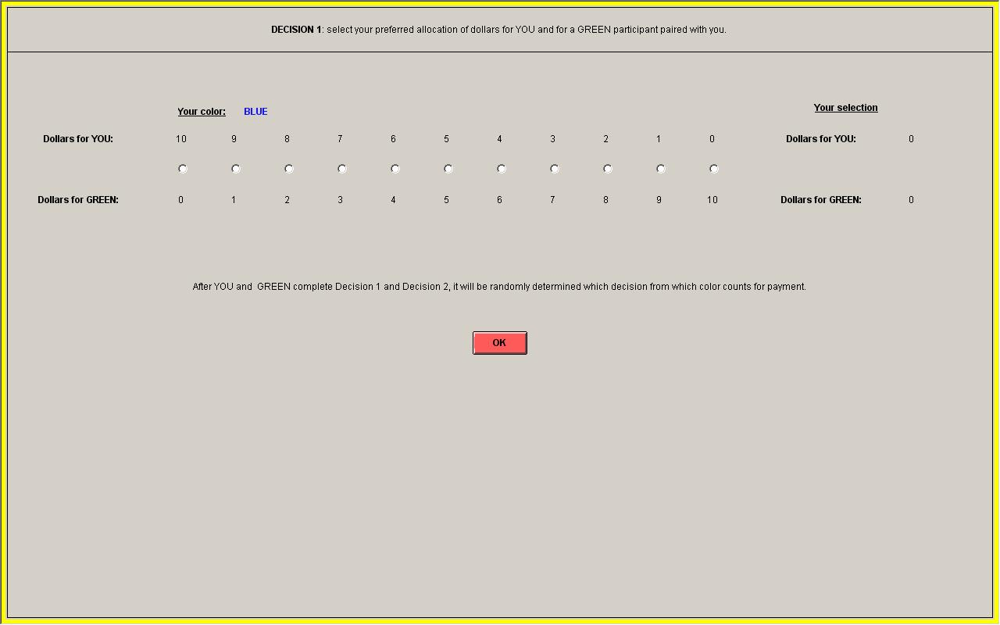 DECISION 1: select your preferred allocation of dollars for YOU and for a GREEN participant paired with you.
Your color: BLUE
Your selection
Dollars for YOU: 10 9 8 7 6 5 4 3 2 1 0 Dollars for YOU: 0
Dollars for GREEN: 0 1 2 3 4 5 6 7 8 9 10 Dollars for GREEN: 0
After YOU and GREEN complete Decision 1 and Decision 2, it will be randomly determined which decision from which color counts for payment.
OK